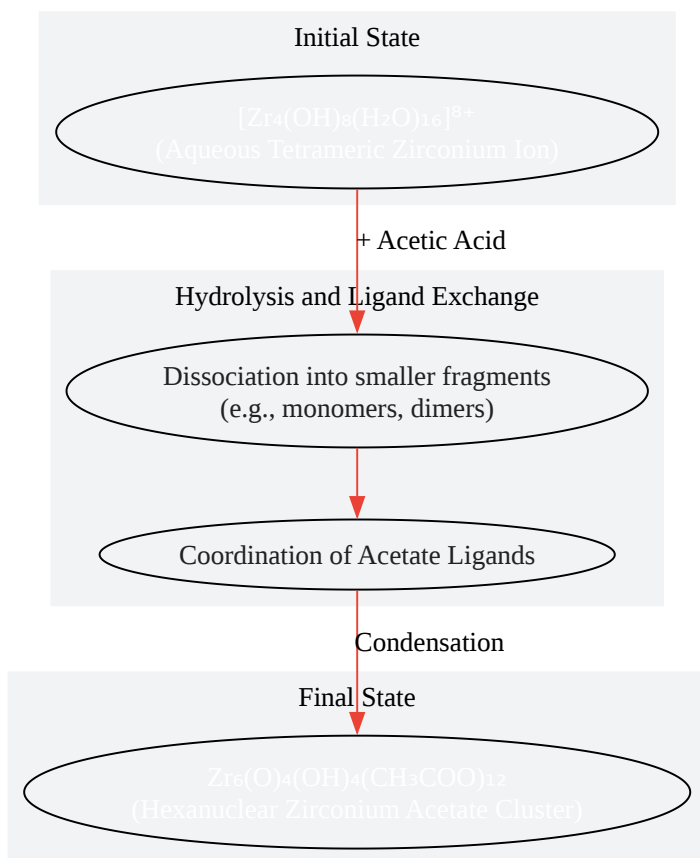 Initial State
[Zr₄(OH)₈(H₂O)₁₆]⁸⁺
(Aqueous Tetrameric Zirconium Ion)
+ Acetic Acid
Hydrolysis and Ligand Exchange
Dissociation into smaller fragments
(e.g., monomers, dimers)
Coordination of Acetate Ligands
Condensation
Final State
Zr₆(O)₄(OH)₄(CH₃COO)₁₂
(Hexanuclear Zirconium Acetate Cluster)